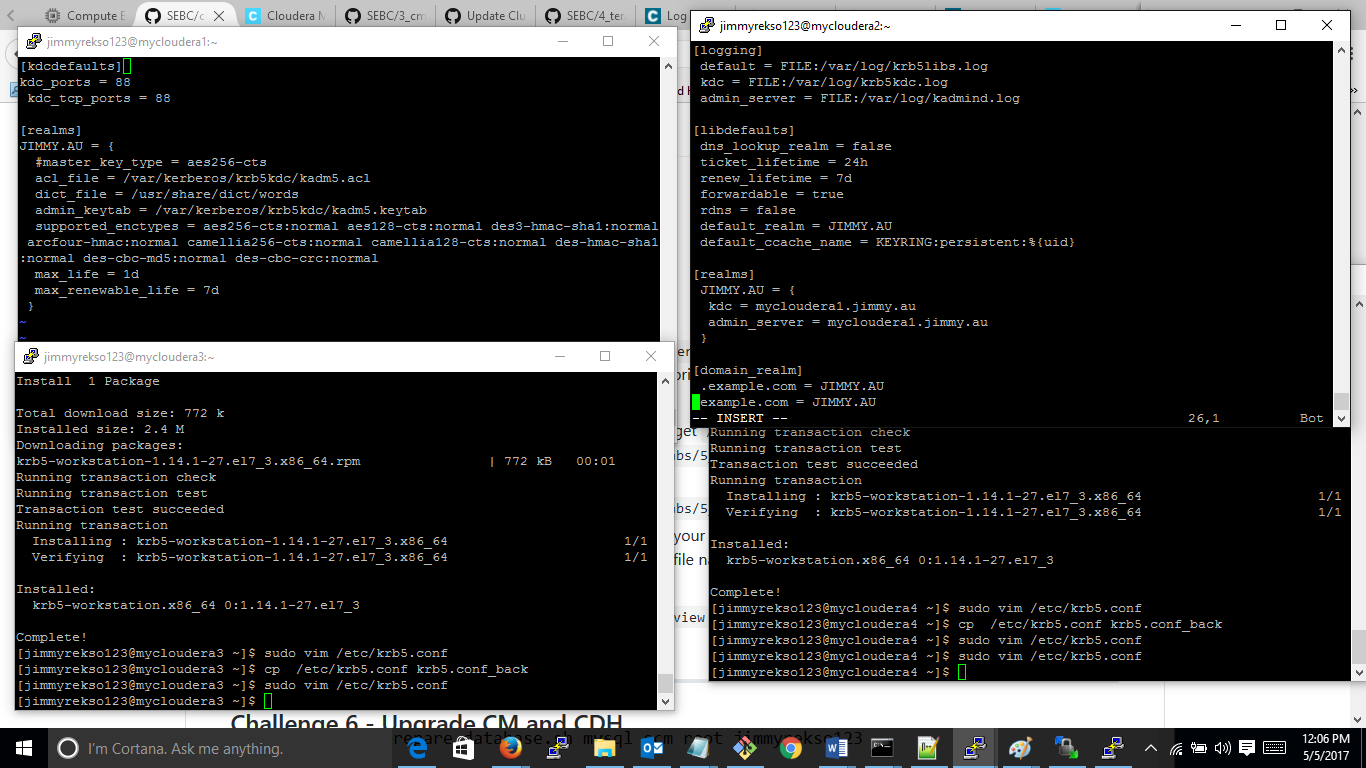 Compute E
SEBC/c
Cloudera M
SEBC/3_cm
Update Clu
SEBC/4_ter
Log
jimmyrekso123@mycloudera1:~
[kdcdefaults]
kdc_ports = 88
kdc_tcp_ports = 88
[realms]
JIMMY.AU = {
#master_key_type = aes256-cts
acl_file = /var/kerberos/krb5kdc/kadm5.acl
dict_file = /usr/share/dict/words
admin_keytab = /var/kerberos/krb5kdc/kadm5.keytab
supported_enctypes = aes256-cts:normal aes128-cts:normal des3-hmac-sha1:normal
arcfour-hmac:normal camellia256-cts:normal camellia128-cts:normal des-hmac-sha1
:normal des-cbc-md5:normal des-cbc-crc:normal
max_life = 1d
max_renewable_life = 7d
}
~
~
jimmyrekso123@mycloudera2:~
[logging]
default = FILE:/var/log/krb5libs.log
kdc = FILE:/var/log/krb5kdc.log
admin_server = FILE:/var/log/kadmind.log
[libdefaults]
dns_lookup_realm = false
ticket_lifetime = 24h
renew_lifetime = 7d
forwardable = true
rdns = false
default_realm = JIMMY.AU
default_ccache_name = KEYRING:persistent:%{uid}
[realms]
JIMMY.AU = {
kdc = mycloudera1.jimmy.au
admin_server = mycloudera1.jimmy.au
}
[domain_realm]
.example.com = JIMMY.AU
example.com = JIMMY.AU
-- INSERT -- 26,1 Bot
jimmyrekso123@mycloudera3:~
Install 1 Package
Total download size: 772 k
Installed size: 2.4 M
Downloading packages:
krb5-workstation-1.14.1-27.el7_3.x86_64.rpm | 772 kB 00:01
Running transaction check
Running transaction test
Transaction test succeeded
Running transaction
Installing : krb5-workstation-1.14.1-27.el7_3.x86_64 1/1
Verifying : krb5-workstation-1.14.1-27.el7_3.x86_64 1/1
Installed:
krb5-workstation.x86_64 0:1.14.1-27.el7_3
Complete!
[jimmyrekso123@mycloudera3 ~]$ sudo vim /etc/krb5.conf
[jimmyrekso123@mycloudera3 ~]$ cp /etc/krb5.conf krb5.conf_back
[jimmyrekso123@mycloudera3 ~]$ sudo vim /etc/krb5.conf
[jimmyrekso123@mycloudera3 ~]$
get
your
file na
view
Running transaction check
Running transaction test
Transaction test succeeded
Running transaction
Installing : krb5-workstation-1.14.1-27.el7_3.x86_64 1/1
Verifying : krb5-workstation-1.14.1-27.el7_3.x86_64 1/1
Installed:
krb5-workstation.x86_64 0:1.14.1-27.el7_3
Complete!
[jimmyrekso123@mycloudera4 ~]$ sudo vim /etc/krb5.conf
[jimmyrekso123@mycloudera4 ~]$ cp /etc/krb5.conf krb5.conf_back
[jimmyrekso123@mycloudera4 ~]$ sudo vim /etc/krb5.conf
[jimmyrekso123@mycloudera4 ~]$ sudo vim /etc/krb5.conf
[jimmyrekso123@mycloudera4 ~]$
Challenge 6 - Upgrade CM and CDH
I'm Cortana. Ask me anything.
12:06 PM
5/5/2017